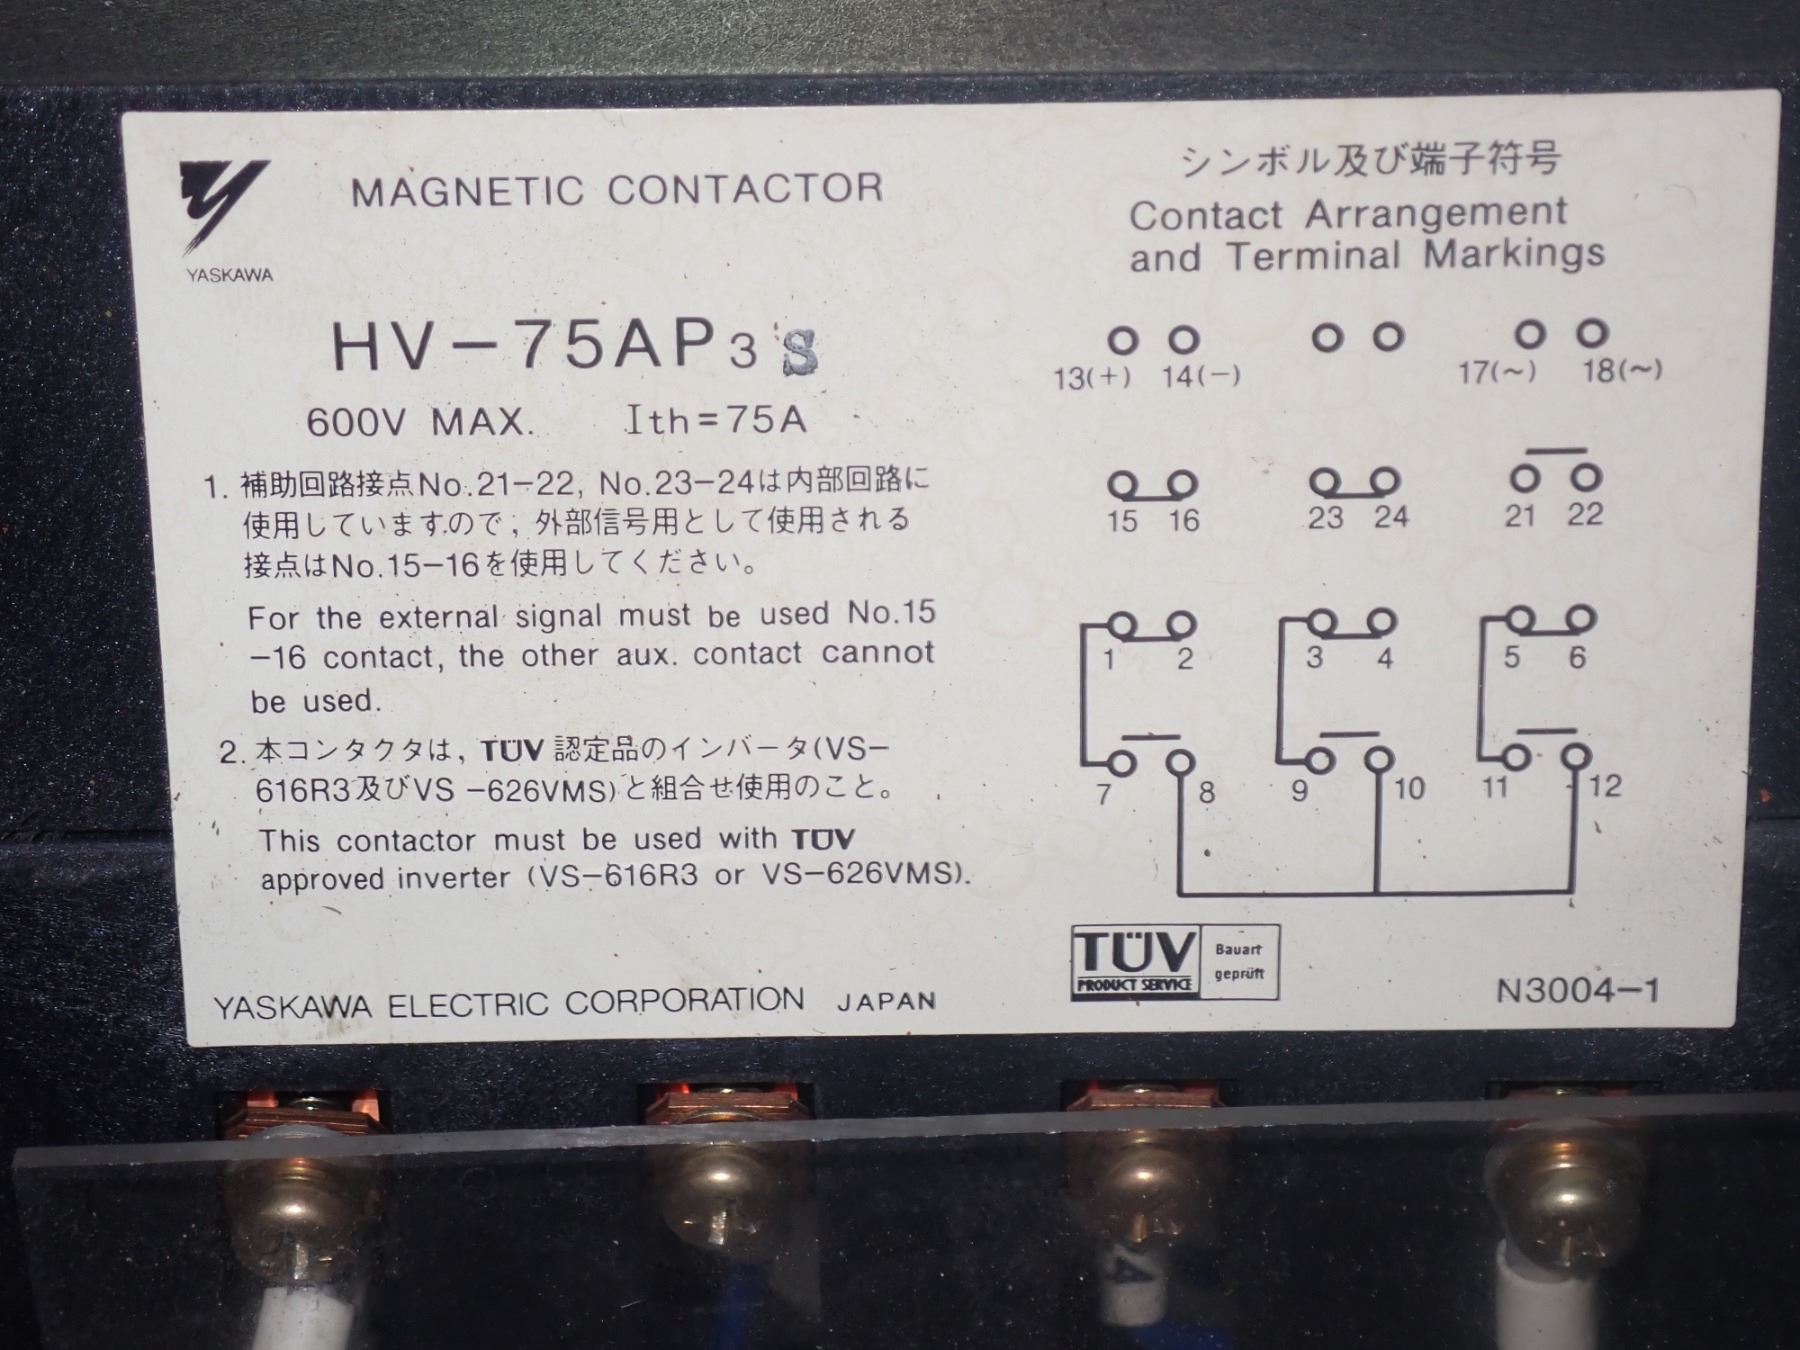 YASKAWA
MAGNETIC CONTACTOR
HV-75AP3 S
600V MAX. Ith=75A
1. 補助回路接点No.21-22, No.23-24は内部回路に
使用していますので, 外部信号用として使用される
接点はNo.15-16を使用してください。
For the external signal must be used No.15
-16 contact, the other aux. contact cannot
be used.
2. 本コンタクタは, TÜV 認定品のインバータ(VS-
616R3及びVS -626VMS)と組合せ使用のこと。
This contactor must be used with TÜV
approved inverter (VS-616R3 or VS-626VMS).
YASKAWA ELECTRIC CORPORATION JAPAN
シンボル及び端子符号
Contact Arrangement
and Terminal Markings
13(+) 14(-) 17(~) 18(~)
15 16 23 24 21 22
1 2 3 4 5 6
7 8 9 10 11 12
TÜV
PRODUCT SERVICE
Bauart
geprüft
N3004-1
4